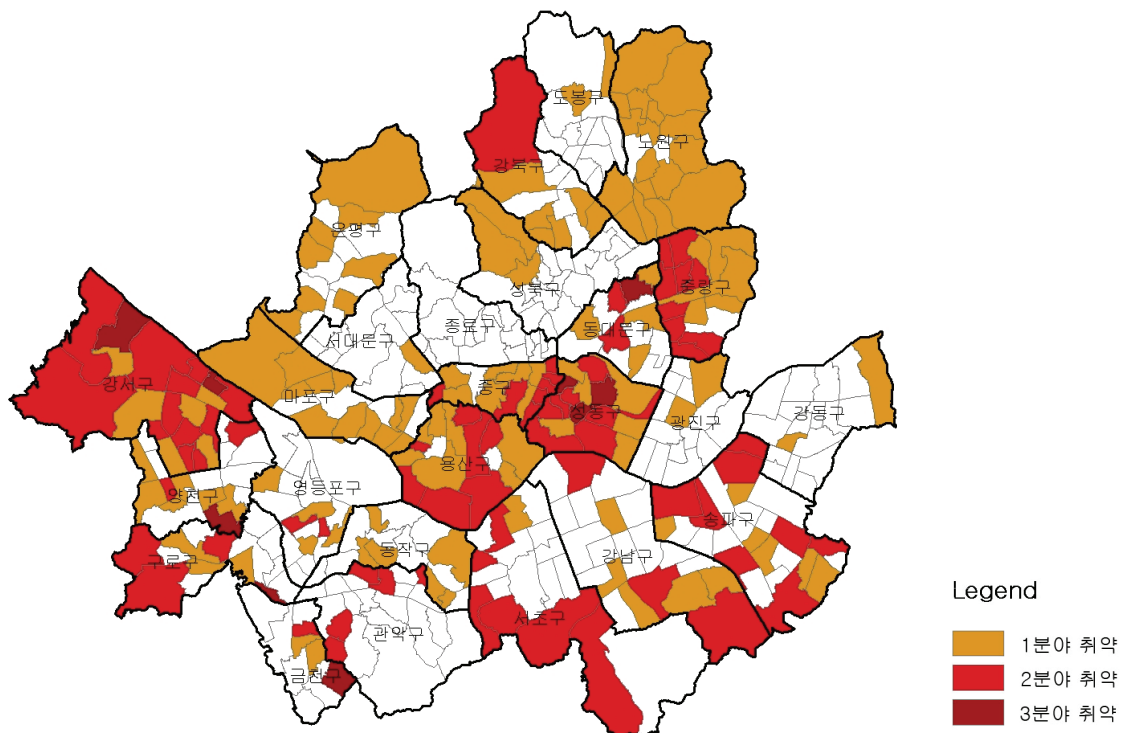 도봉구
노원구
강북구
은평구
성북구
중랑구
종로구
동대문구
서대문구
강서구
마포구
중구
성동구
광진구
강동구
용산구
영등포구
양천구
송파구
동작구
강남구
구로구
서초구
관악구
금천구
Legend
1분야 취약
2분야 취약
3분야 취약